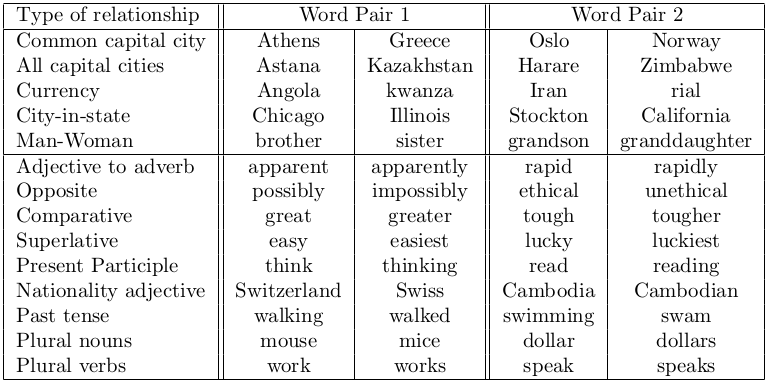 Type of relationship Word Pair 1 Word Pair 2
Common capital city Athens Greece Oslo Norway
All capital cities Astana Kazakhstan Harare Zimbabwe
Currency Angola kwanza Iran rial
City-in-state Chicago Illinois Stockton California
Man-Woman brother sister grandson granddaughter
Adjective to adverb apparent apparently rapid rapidly
Opposite possibly impossibly ethical unethical
Comparative great greater tough tougher
Superlative easy easiest lucky luckiest
Present Participle think thinking read reading
Nationality adjective Switzerland Swiss Cambodia Cambodian
Past tense walking walked swimming swam
Plural nouns mouse mice dollar dollars
Plural verbs work works speak speaks